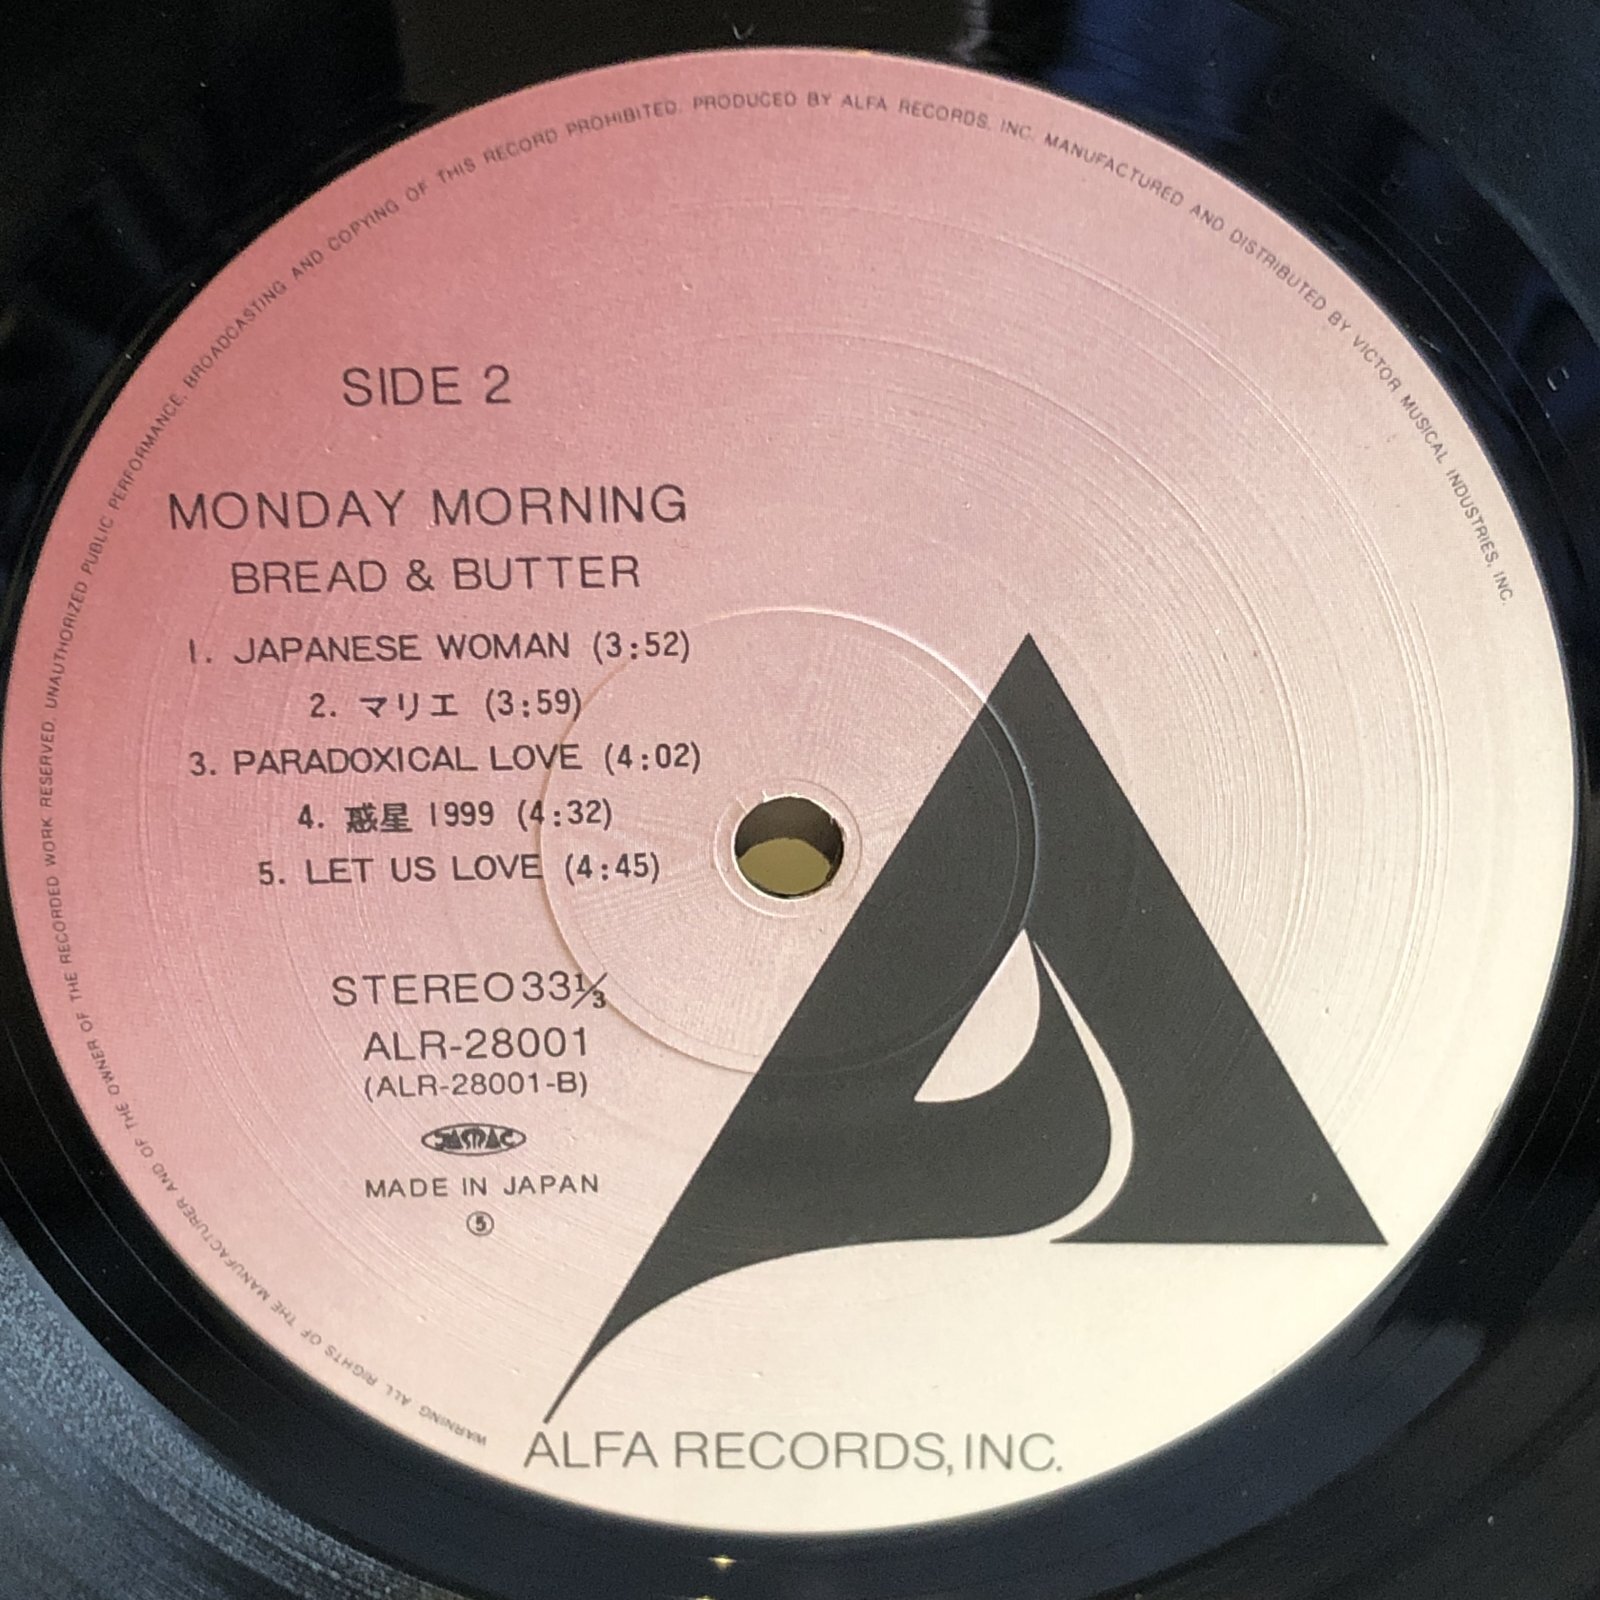 SIDE 2
MONDAY MORNING
BREAD & BUTTER
1. JAPANESE WOMAN (3:52)
2. マリエ (3:59)
3. PARADOXICAL LOVE (4:02)
4. 惑星 1999 (4:32)
5. LET US LOVE (4:45)
STEREO 33⅓
ALR-28001
(ALR-28001-B)
JASRAC
MADE IN JAPAN
⑤
ALFA RECORDS, INC.
WARNING. ALL RIGHTS OF THE MANUFACTURER AND OF THE OWNER OF THE RECORDED WORK RESERVED. UNAUTHORIZED PUBLIC PERFORMANCE, BROADCASTING AND COPYING OF THIS RECORD PROHIBITED. PRODUCED BY ALFA RECORDS, INC. MANUFACTURED AND DISTRIBUTED BY VICTOR MUSICAL INDUSTRIES, INC.